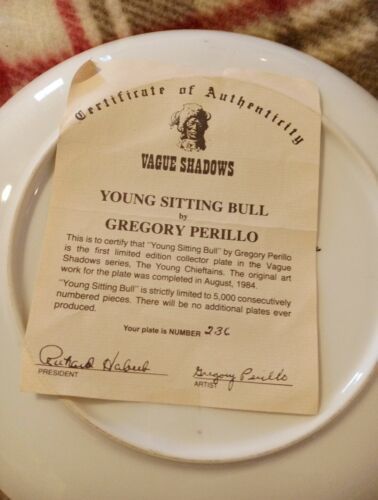 Certificate of Authenticity
VAGUE SHADOWS
YOUNG SITTING BULL
by
GREGORY PERILLO
This is to certify that "Young Sitting Bull" by Gregory Perillo
is the first limited edition collector plate in the Vague
Shadows series, The Young Chieftains. The original art
work for the plate was completed in August, 1984.
"Young Sitting Bull" is strictly limited to 5,000 consecutively
numbered pieces. There will be no additional plates ever
produced.
Your plate is NUMBER 236
Richard Habeeb Gregory Perillo
PRESIDENT ARTIST